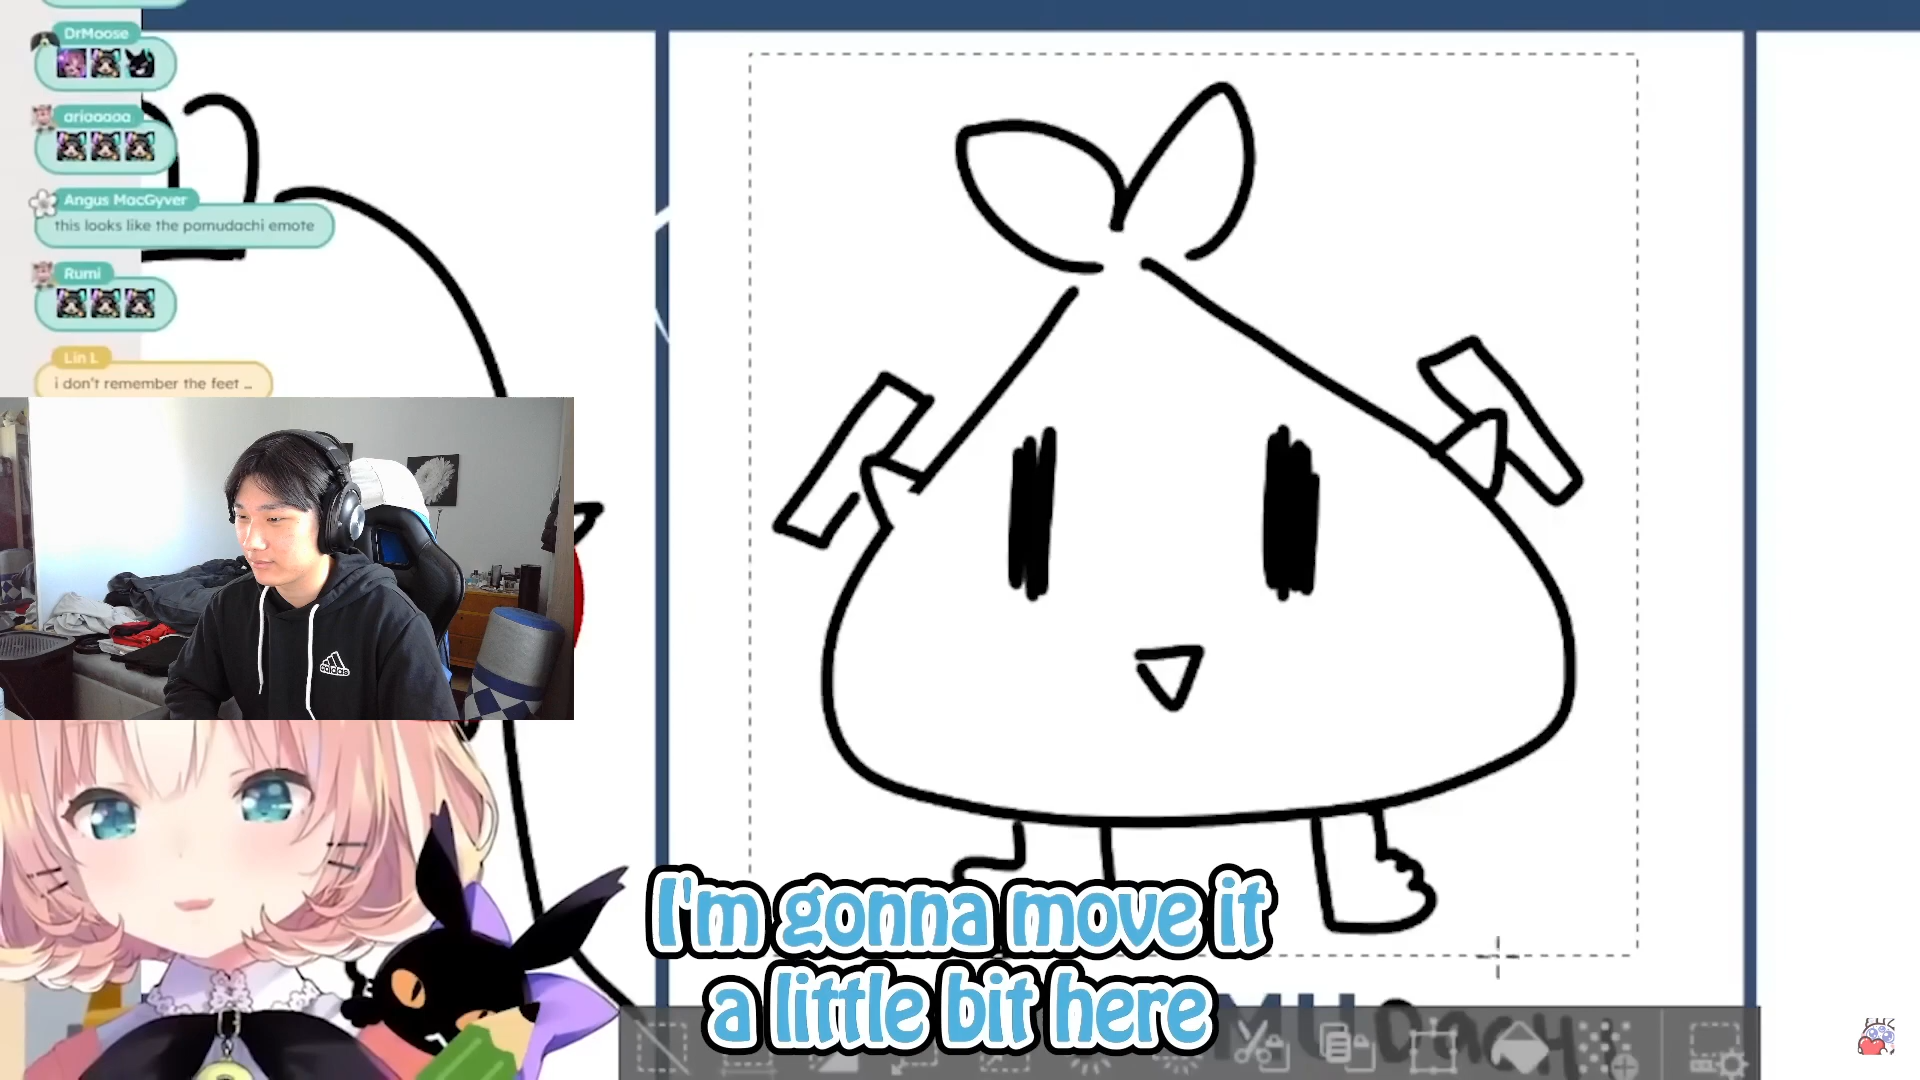 DrMoose
ariaaaaa
Angus MacGyver
this looks like the pomudachi emote
Rumi
Lin L
i don't remember the feet ...
adidas
I'm gonna move it
a little bit here